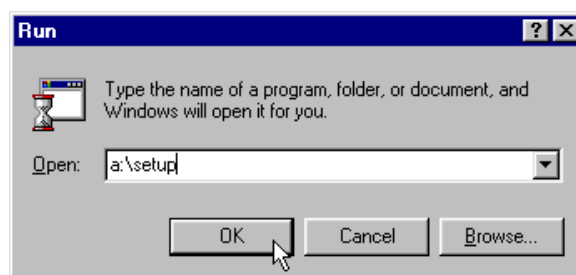 Run
Type the name of a program, folder, or document, and
Windows will open it for you.
Open: a:\setup
OK Cancel Browse...